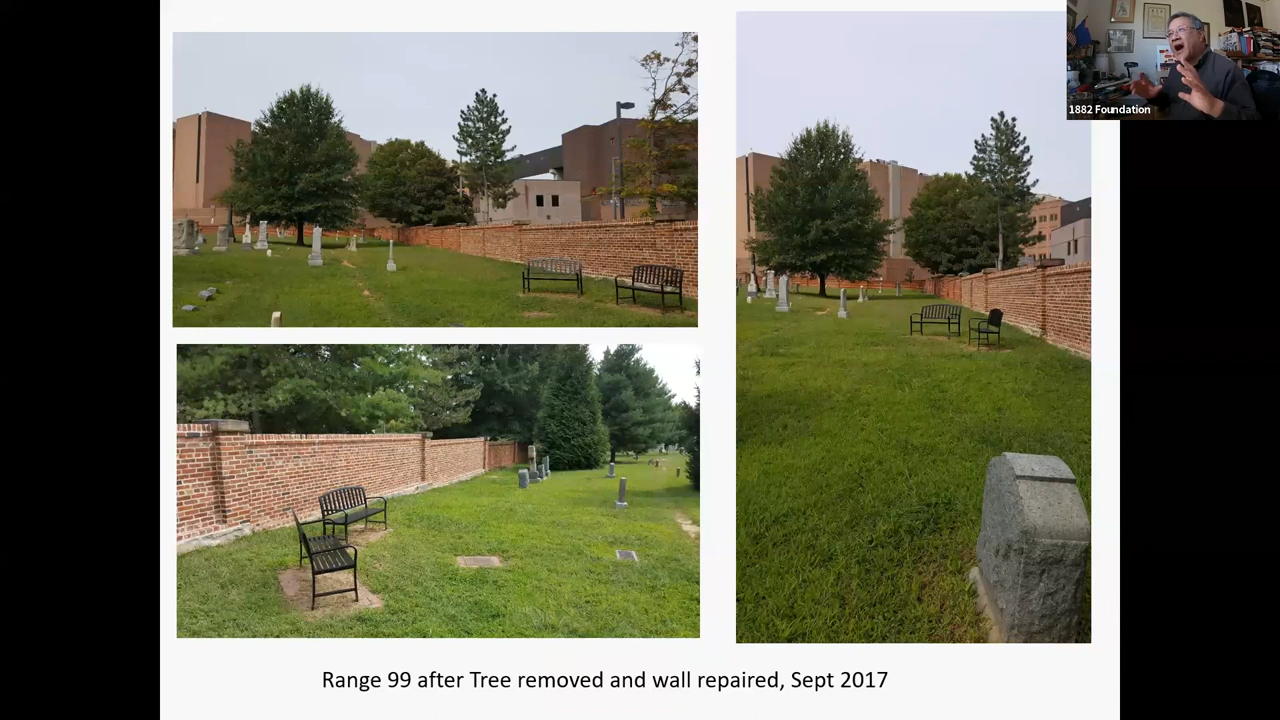 1882 Foundation
Range 99 after Tree removed and wall repaired, Sept 2017